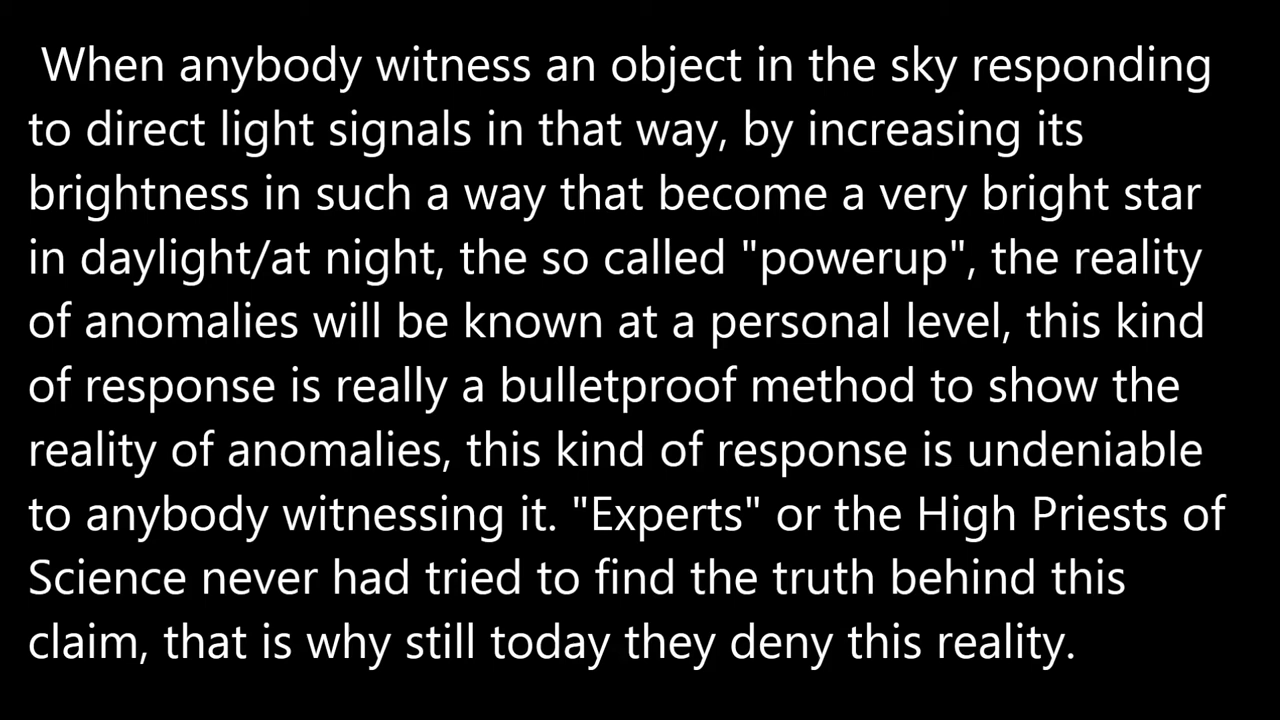 When anybody witness an object in the sky responding
to direct light signals in that way, by increasing its
brightness in such a way that become a very bright star
in daylight/at night, the so called "powerup", the reality
of anomalies will be known at a personal level, this kind
of response is really a bulletproof method to show the
reality of anomalies, this kind of response is undeniable
to anybody witnessing it. "Experts" or the High Priests of
Science never had tried to find the truth behind this
claim, that is why still today they deny this reality.